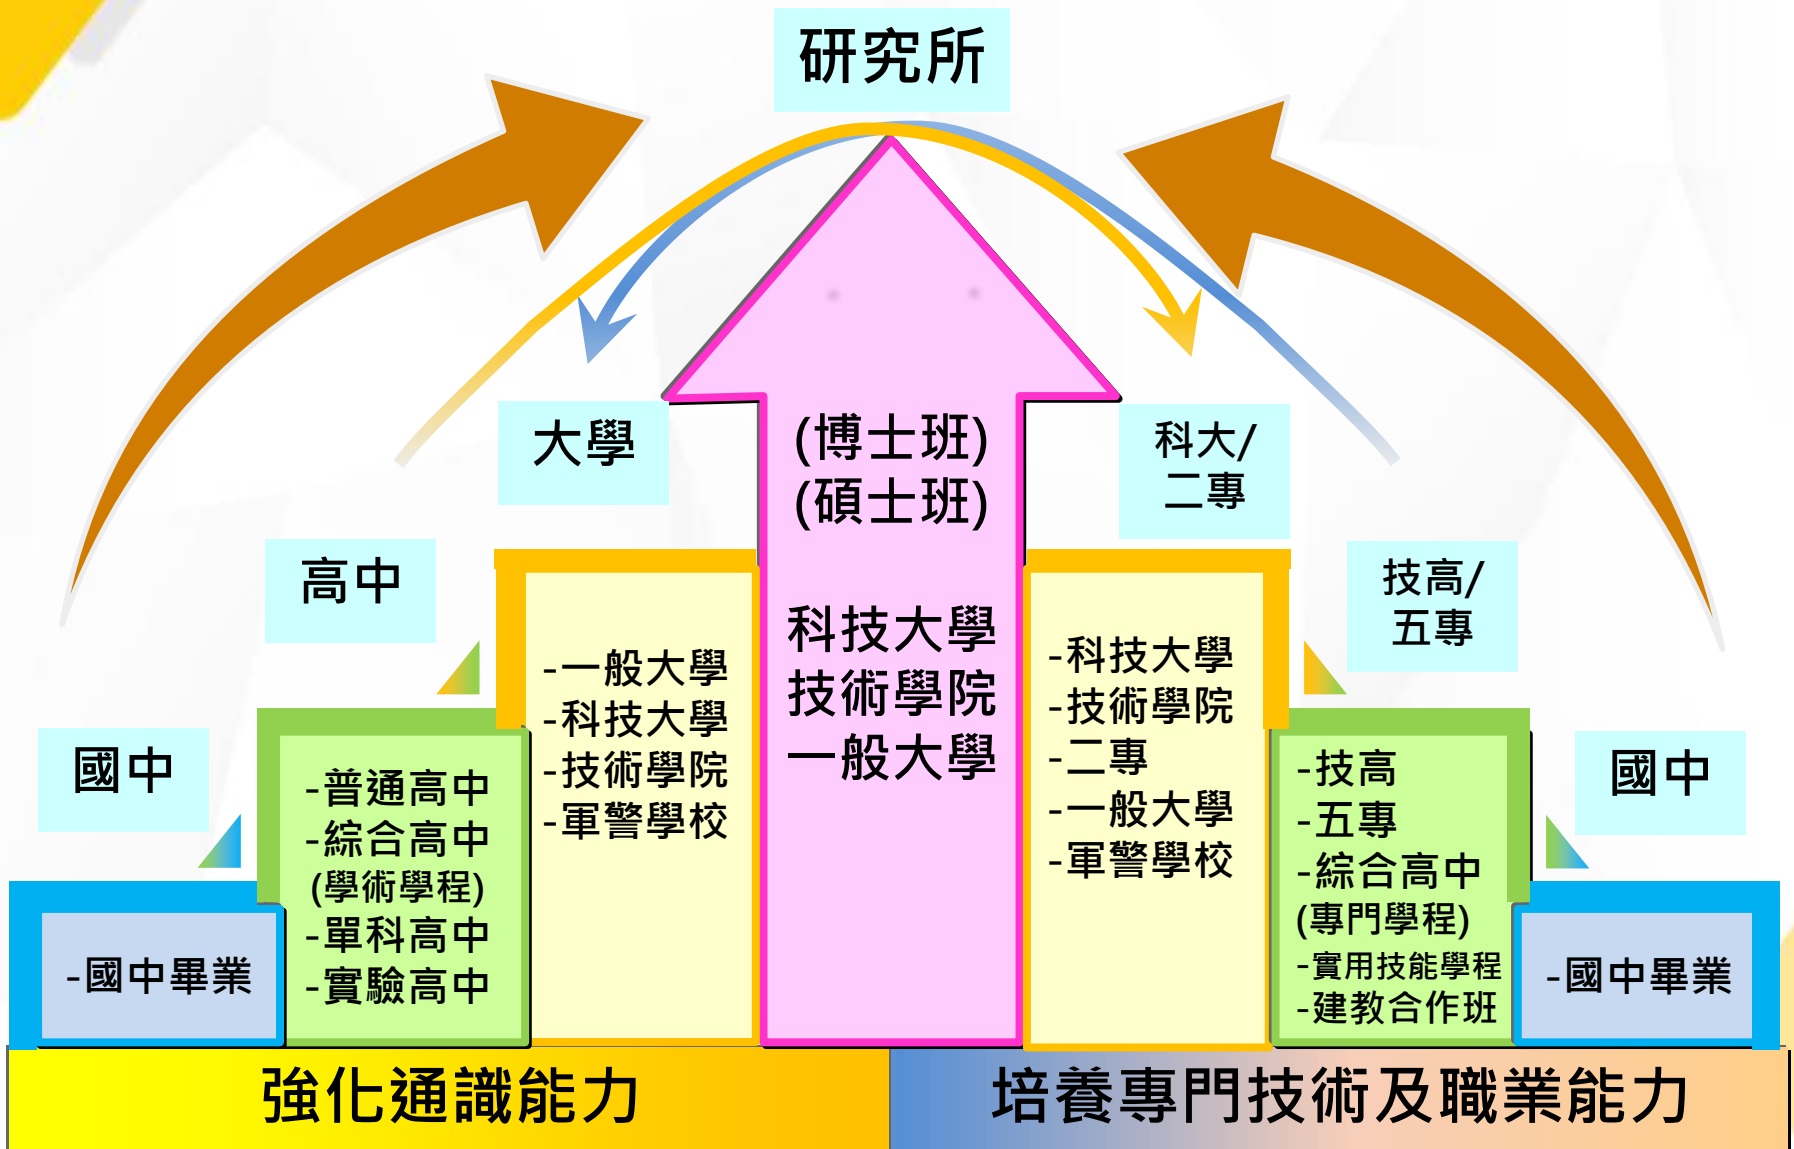 研究所
大學
(博士班)
(碩士班)
科技大學
技術學院
一般大學
科大/
二專
高中
技高/
五專
國中
國中
-國中畢業
-普通高中
-綜合高中
(學術學程)
-單科高中
-實驗高中
-一般大學
-科技大學
-技術學院
-軍警學校
-科技大學
-技術學院
-二專
-一般大學
-軍警學校
-技高
-五專
-綜合高中
(專門學程)
-實用技能學程
-建教合作班
-國中畢業
強化通識能力
培養專門技術及職業能力